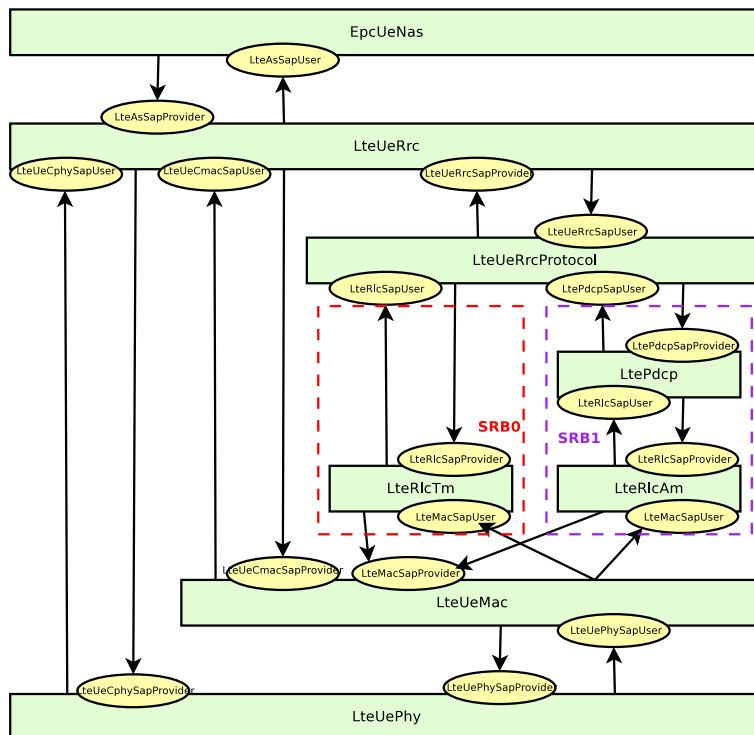 EpcUeNas
LteAsSapUser
LteAsSapProvider
LteUeRrc
LteUeCphySapUser
LteUeCmacSapUser
LteUeRrcSapProvider
LteUeRrcSapUser
LteUeRrcProtocol
LteRlcSapUser
LtePdcpSapUser
LtePdcpSapProvider
LtePdcp
LteRlcSapUser
SRB0
SRB1
LteRlcSapProvider
LteRlcSapProvider
LteRlcTm
LteRlcAm
LteMacSapUser
LteMacSapUser
LteUeCmacSapProvider
LteMacSapProvider
LteUeMac
LteUePhySapUser
LteUeCphySapProvider
LteUePhySapProvider
LteUePhy